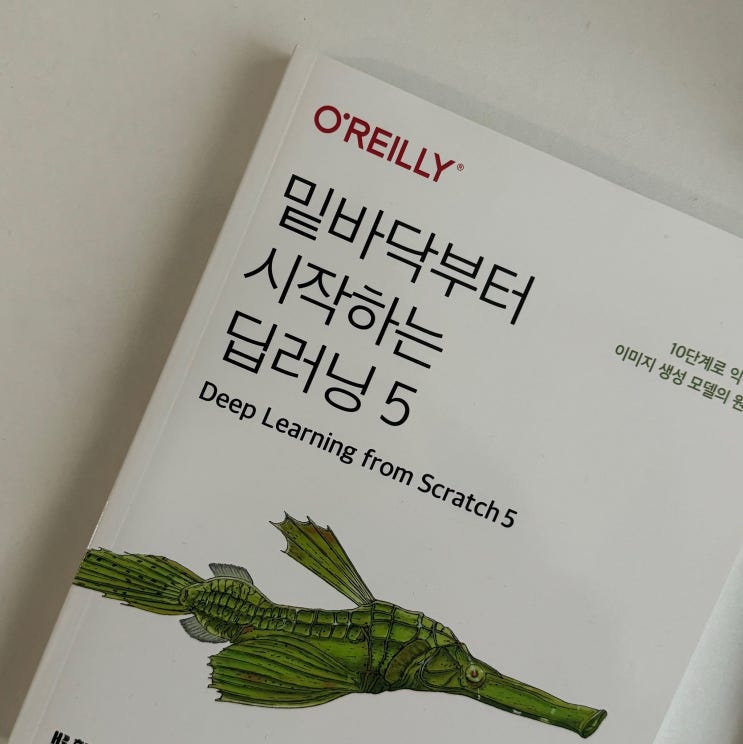 O'REILLY®
밑바닥부터
시작하는
딥러닝 5
Deep Learning from Scratch 5
10단계로
이미지 생성 모델의